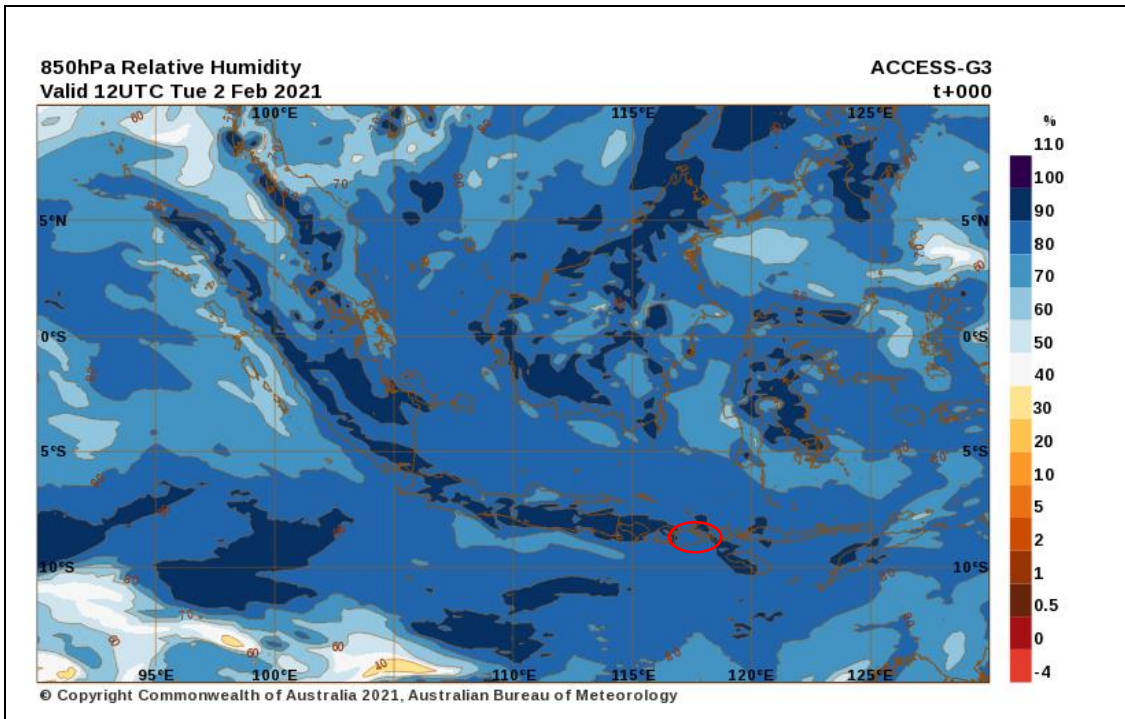 850hPa Relative Humidity
ACCESS-G3
Valid 12UTC Tue 2 Feb 2021
t+000
100°E
115°E
125°E
5°N
5°N
0°S
0°S
5°S
5°S
10°S
10°S
95°E
100°E
110°E
115°E
120°E
125°E
%
110
100
90
80
70
60
50
40
30
20
10
5
2
1
0.5
0
-4
© Copyright Commonwealth of Australia 2021, Australian Bureau of Meteorology